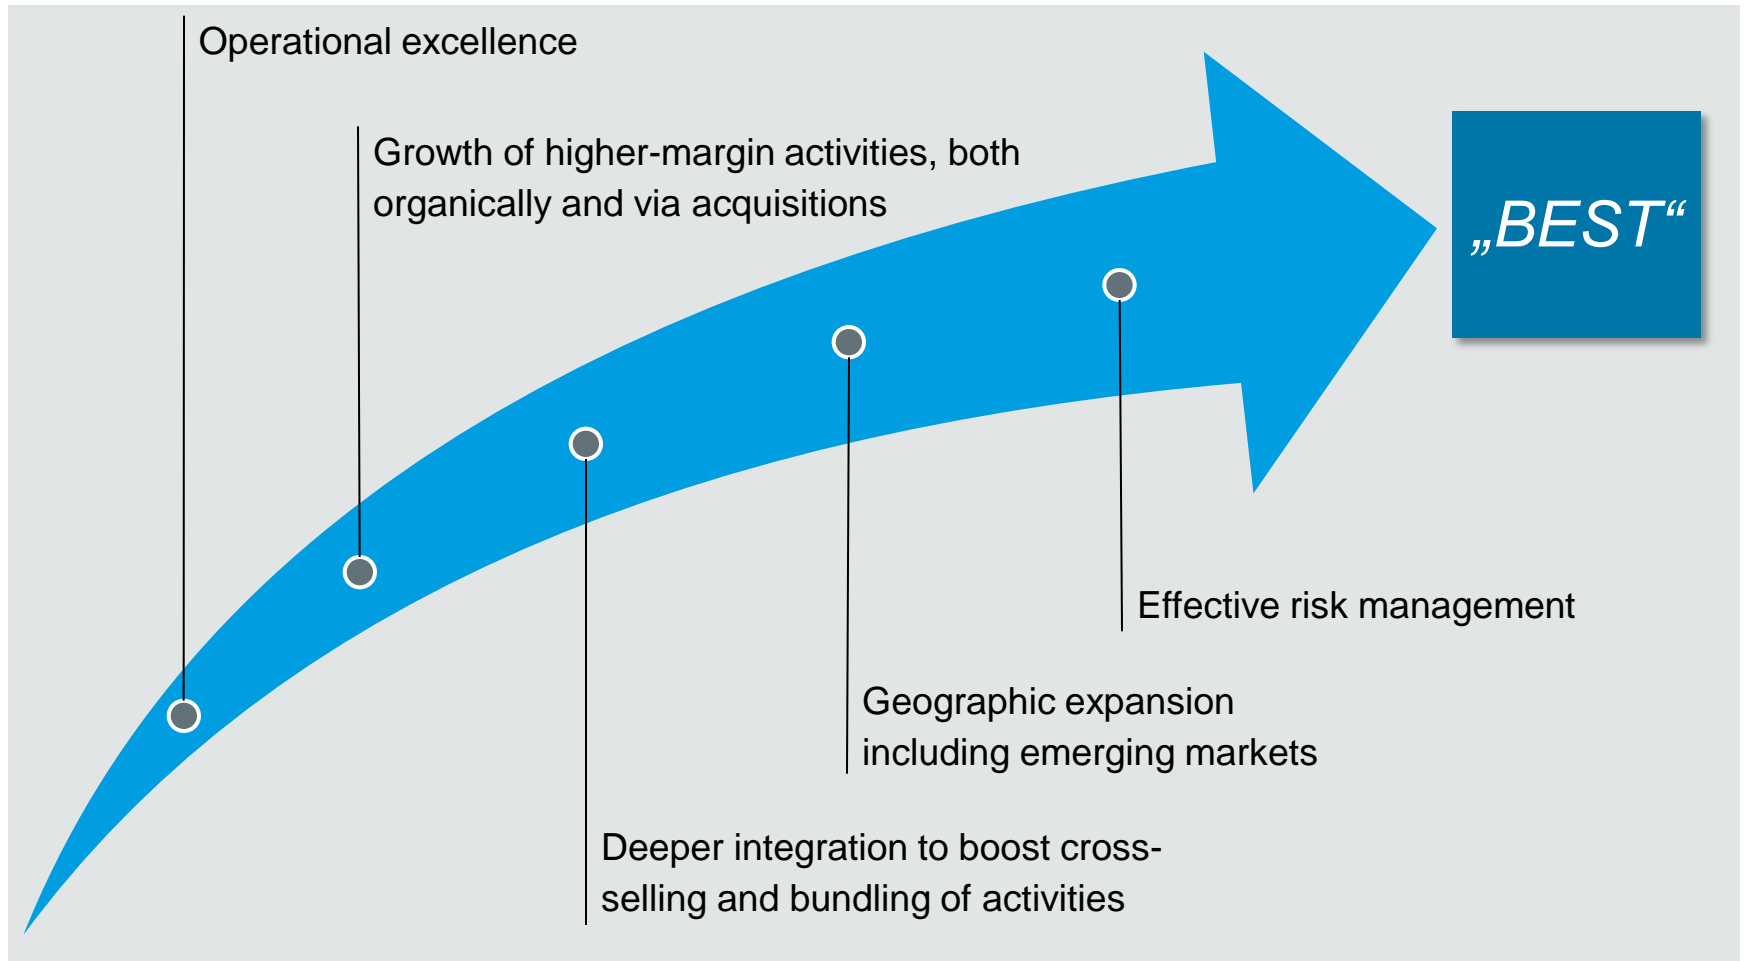 Operational excellence
Growth of higher-margin activities, both
organically and via acquisitions
„BEST“
Effective risk management
Geographic expansion
including emerging markets
Deeper integration to boost cross-
selling and bundling of activities